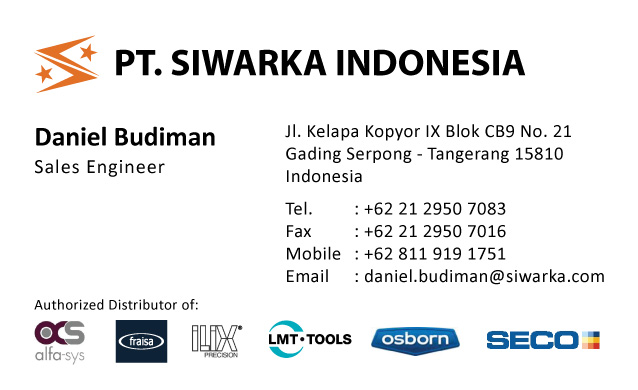 PT. SIWARKA INDONESIA
Daniel Budiman
Sales Engineer
Jl. Kelapa Kopyor IX Blok CB9 No. 21
Gading Serpong - Tangerang 15810
Indonesia
Tel. : +62 21 2950 7083
Fax : +62 21 2950 7016
Mobile : +62 811 919 1751
Email : daniel.budiman@siwarka.com
Authorized Distributor of:
acs
alfa-sys
fraisa
iLiX
PRECISION
LMT•TOOLS
osborn
SECO